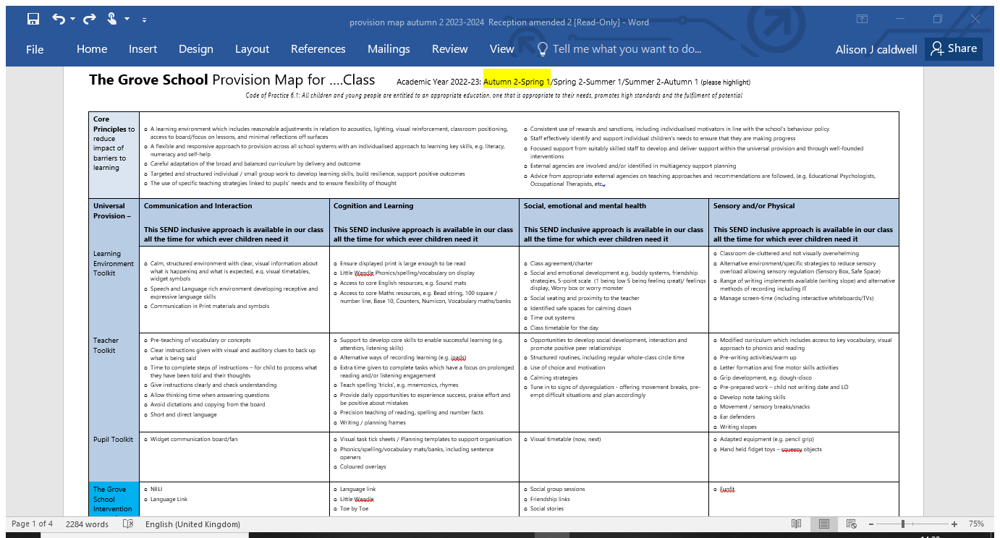 provision map autumn 2 2023-2024 Reception amended 2 [Read-Only] - Word
File Home Insert Design Layout References Mailings Review View Tell me what you want to do... Alison J caldwell Share
The Grove School Provision Map for ....Class Academic Year 2022-23: Autumn 2-Spring 1/Spring 2-Summer 1/Summer 2-Autumn 1 (please highlight)
Code of Practice 6.1: All children and young people are entitled to an appropriate education, one that is appropriate to their needs, promotes high standards and the fulfilment of potential
Core
Principles to
reduce
impact of
barriers to
learning
o A learning environment which includes reasonable adjustments in relation to acoustics, lighting, visual reinforcement, classroom positioning,
access to board/focus on lessons, and minimal reflections off surfaces
o A flexible and responsive approach to provision across all school systems with an individualised approach to learning key skills, e.g. literacy,
numeracy and self-help
o Careful adaptation of the broad and balanced curriculum by delivery and outcome
o Targeted and structured individual / small group work to develop learning skills, build resilience, support positive outcomes
o The use of specific teaching strategies linked to pupils' needs and to ensure flexibility of thought
o Consistent use of rewards and sanctions, including individualised motivators in line with the school's behaviour policy
o Staff effectively identify and support individual children's needs to ensure that they are making progress
o Focused support from suitably skilled staff to develop and deliver support within the universal provision and through well-founded
interventions
o External agencies are involved and/or identified in multiagency support planning
o Advice from appropriate external agencies on teaching approaches and recommendations are followed, (e.g. Educational Psychologists,
Occupational Therapists, etc.
Universal
Provision –
Communication and Interaction
This SEND inclusive approach is available in our class
all the time for which ever children need it
Cognition and Learning
This SEND inclusive approach is available in our class
all the time for which ever children need it
Social, emotional and mental health
This SEND inclusive approach is available in our class
all the time for which ever children need it
Sensory and/or Physical
This SEND inclusive approach is available in our class
all the time for which ever children need it
Learning
Environment
Toolkit
o Calm, structured environment with clear, visual information about
what is happening and what is expected, e.g. visual timetables,
widget symbols
o Speech and Language rich environment developing receptive and
expressive language skills
o Communication in Print materials and symbols
o Ensure displayed print is large enough to be read
o Little Wandle Phonics/spelling/vocabulary on display
o Access to core English resources, e.g. Sound mats
o Access to core Maths resources, e.g. Bead string, 100 square /
number line, Base 10, Counters, Numicon, Vocabulary maths/banks
o Class agreement/charter
o Social and emotional development e.g. buddy systems, friendship
strategies, 5-point scale (1 being low 5 being feeling great)/ feelings
display, Worry box or worry monster
o Social seating and proximity to the teacher
o Identified safe spaces for calming down
o Time out systems
o Class timetable for the day
o Classroom de-cluttered and not visually overwhelming
o Alternative environment/specific strategies to reduce sensory
overload allowing sensory regulation (Sensory Box, Safe Space)
o Range of writing implements available (writing slope) and alternative
methods of recording including IT
o Manage screen-time (including interactive whiteboards/TVs)
Teacher
Toolkit
o Pre-teaching of vocabulary or concepts
o Clear instructions given with visual and auditory clues to back up
what is being said
o Time to complete steps of instructions – for child to process what
they have been told and their thoughts
o Give instructions clearly and check understanding
o Allow thinking time when answering questions
o Avoid dictations and copying from the board
o Short and direct language
o Support to develop core skills to enable successful learning (e.g.
attention, listening skills)
o Alternative ways of recording learning (e.g. ipads)
o Extra time given to complete tasks which have a focus on prolonged
reading and/or listening engagement
o Teach spelling 'tricks', e.g. mnemonics, rhymes
o Provide daily opportunities to experience success, praise effort and
be positive about mistakes
o Precision teaching of reading, spelling and number facts
o Writing / planning frames
o Opportunities to develop social development, interaction and
promote positive peer relationships
o Structured routines, including regular whole-class circle time
o Use of choice and motivation
o Calming strategies
o Tune in to signs of dysregulation - offering movement breaks, pre-
empt difficult situations and plan accordingly
o Modified curriculum which includes access to key vocabulary, visual
approach to phonics and reading
o Pre-writing activities/warm up
o Letter formation and fine motor skills activities
o Grip development, e.g. dough-disco
o Pre-prepared work – child not writing date and LO
o Develop note taking skills
o Movement / sensory breaks/snacks
o Ear defenders
o Writing slopes
Pupil Toolkit
o Widget communication board/fan
o Visual task tick sheets / Planning templates to support organisation
o Phonics/spelling/vocabulary mats/banks, including sentence
openers
o Coloured overlays
o Visual timetable (now, next)
o Adapted equipment (e.g. pencil grip)
o Hand held fidget toys – squeezy objects
The Grove
School
Intervention
o NELI
o Language Link
o Language link
o Little Wandle
o Toe by Toe
o Social group sessions
o Friendship links
o Social stories
o Funfit
Page 1 of 4 2284 words English (United Kingdom) 75%